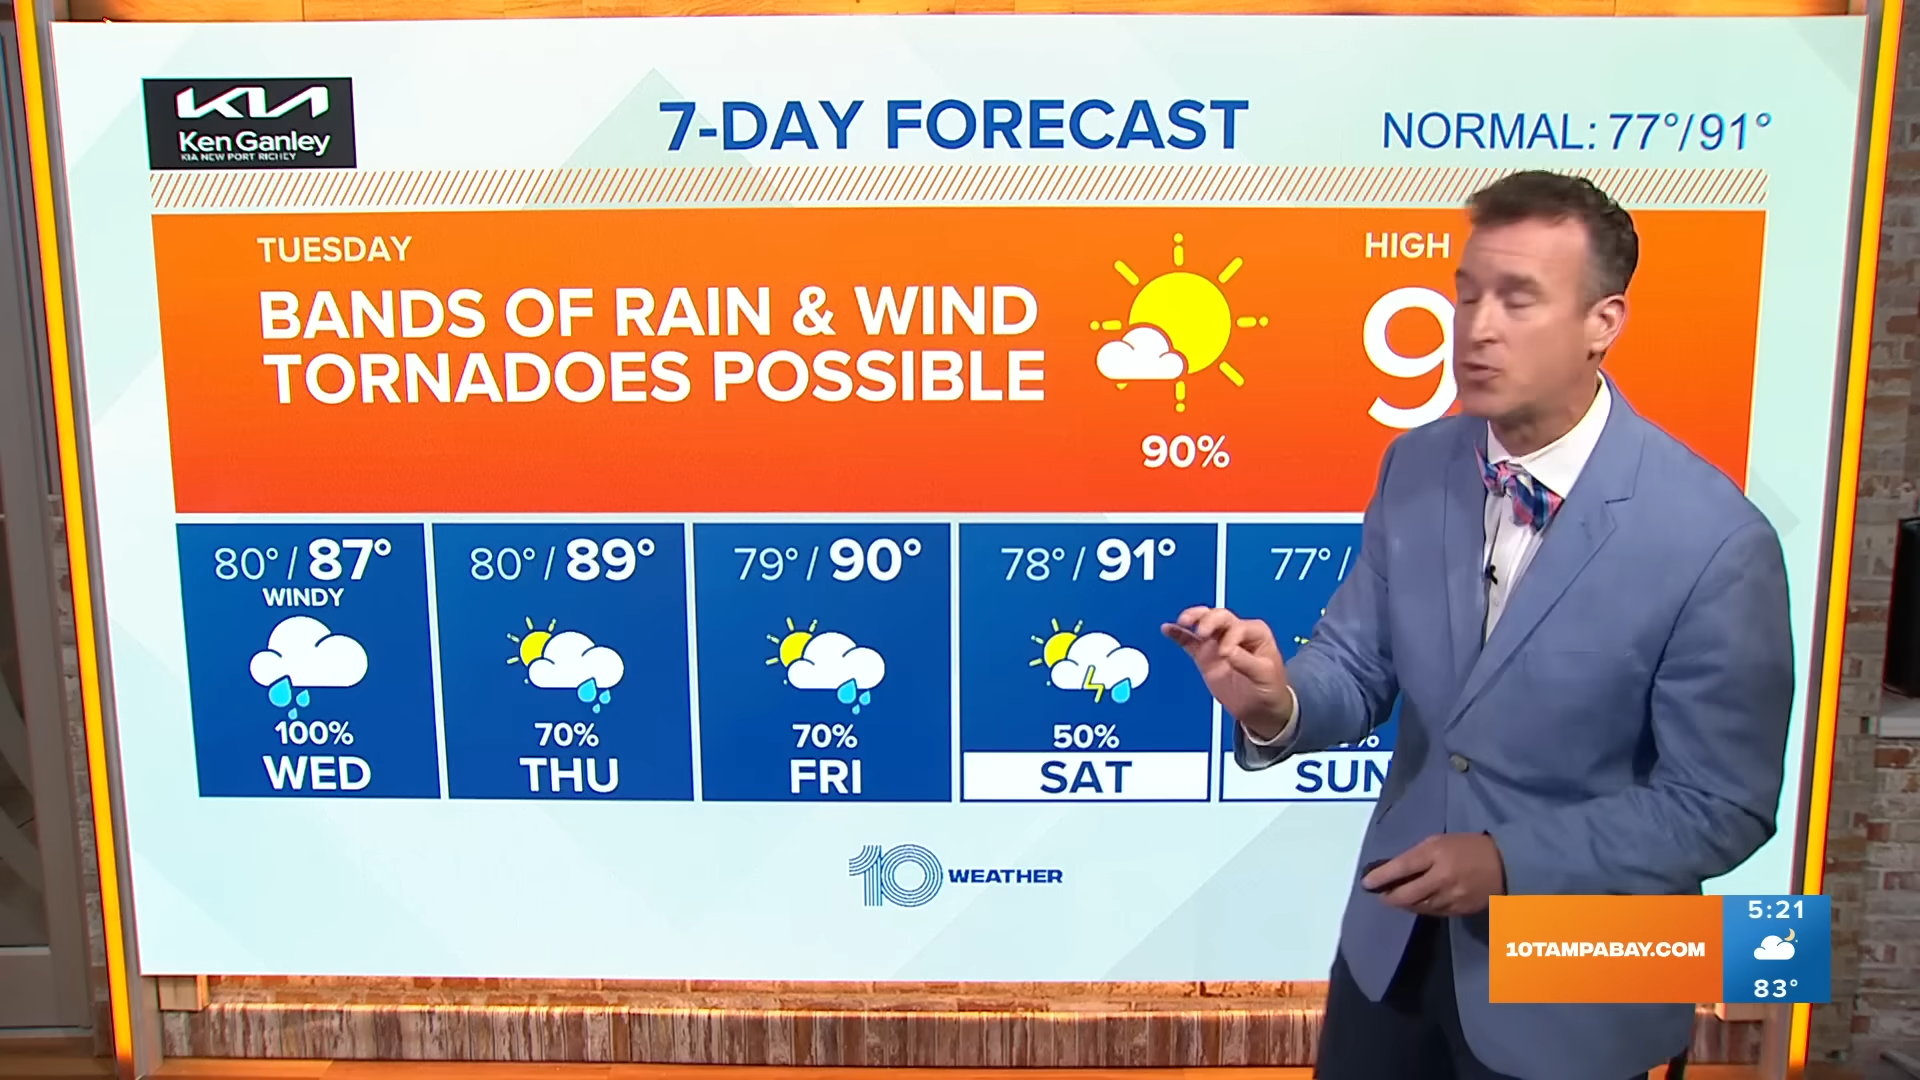 KIA
Ken Ganley
KIA NEW PORT RICHEY
7-DAY FORECAST
NORMAL: 77°/91°
TUESDAY
BANDS OF RAIN & WIND
TORNADOES POSSIBLE
90%
HIGH
9
80°/87°
WINDY
100%
WED
80°/89°
70%
THU
79°/90°
70%
FRI
78°/91°
50%
SAT
77°/
%
SUN
10 WEATHER
10TAMPABAY.COM
5:21
83°